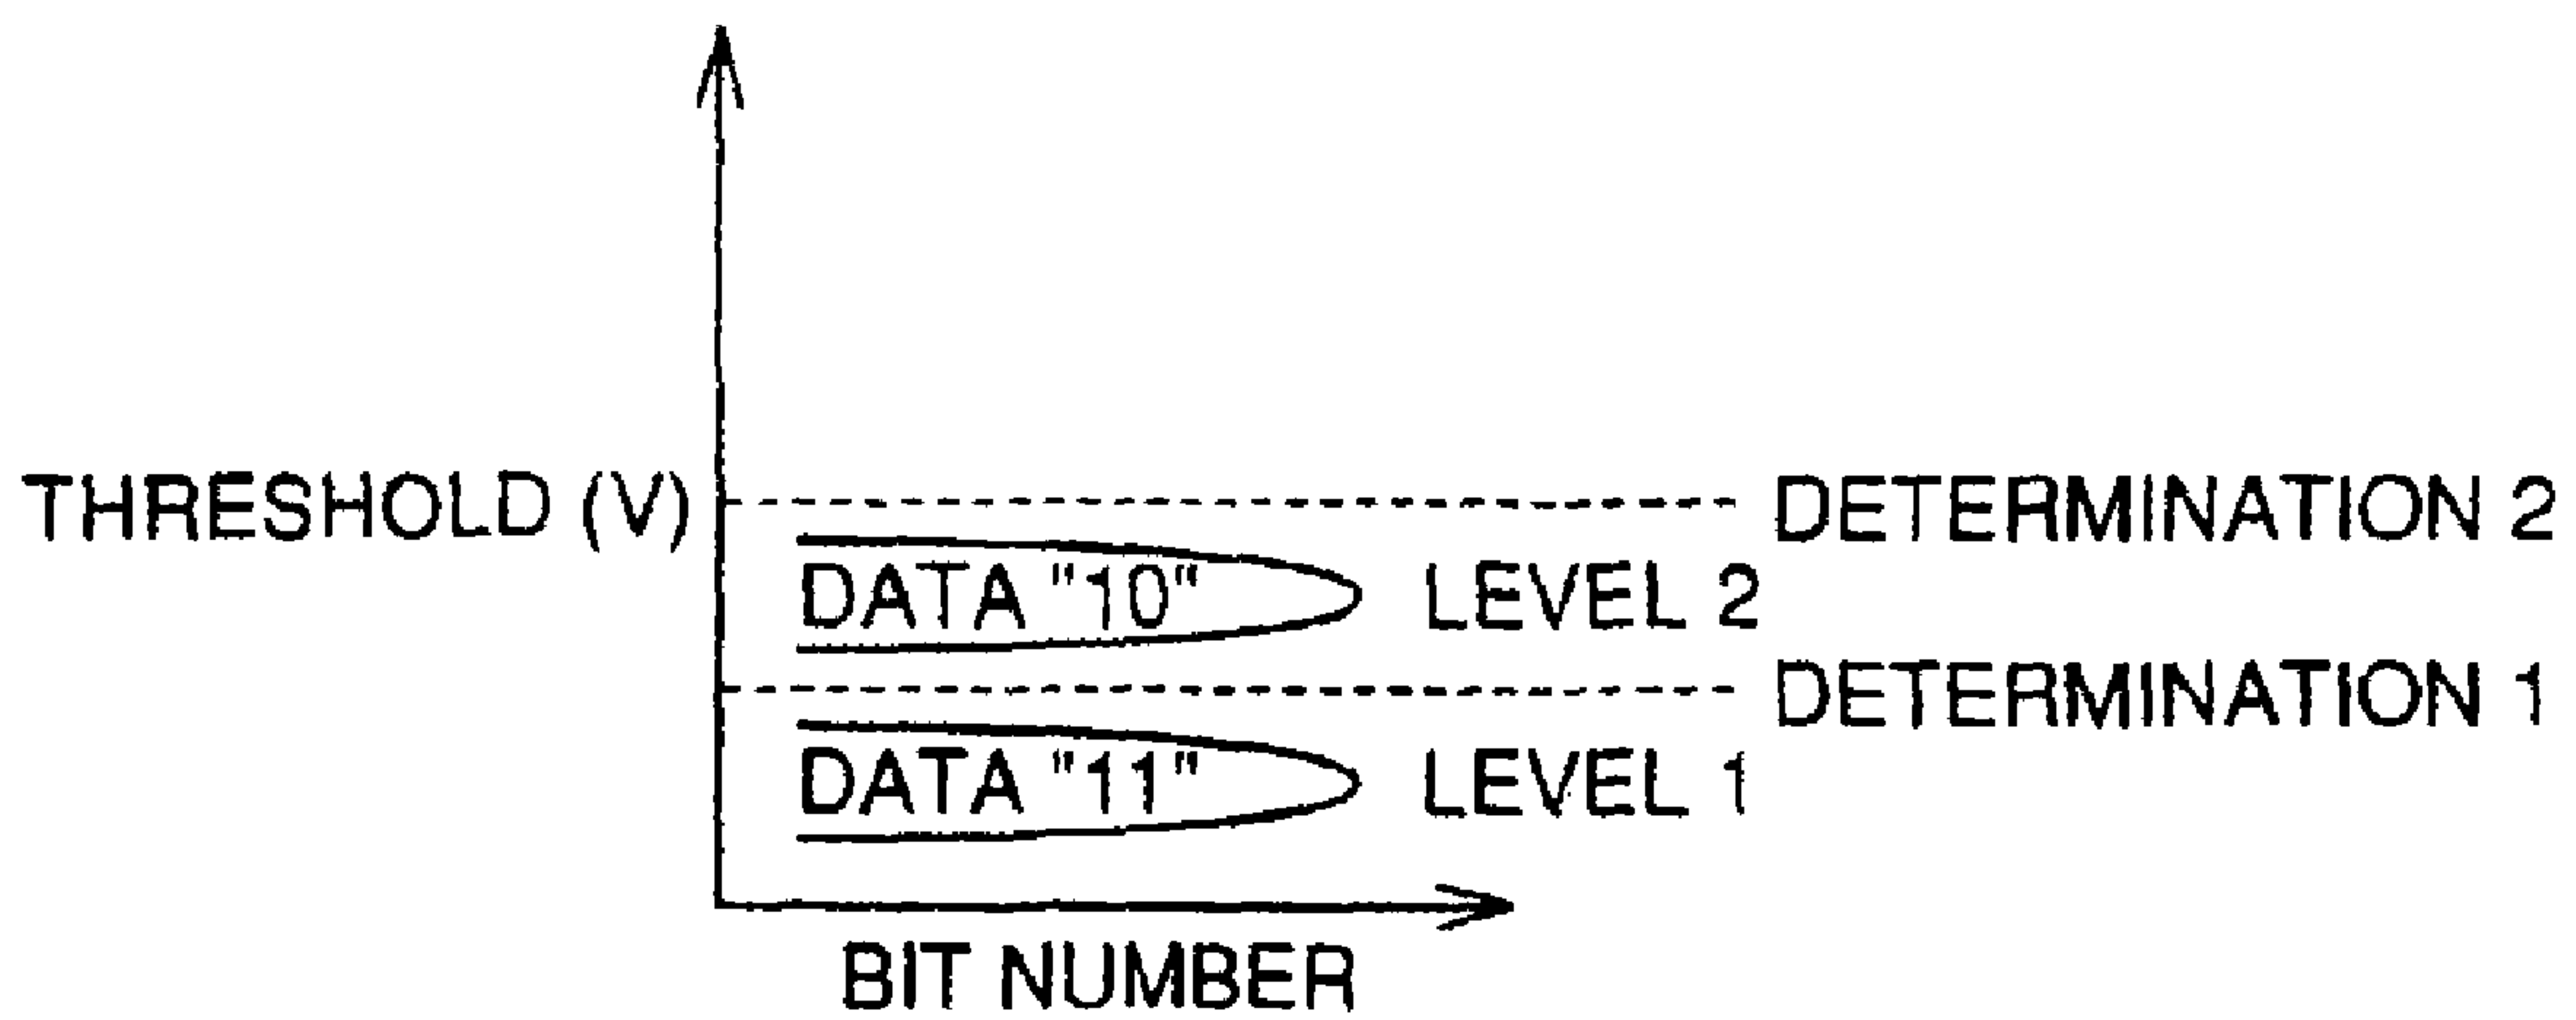 THRESHOLD (V)
DETERMINATION 2
DATA "10"
LEVEL 2
DETERMINATION 1
DATA "11"
LEVEL 1
BIT NUMBER